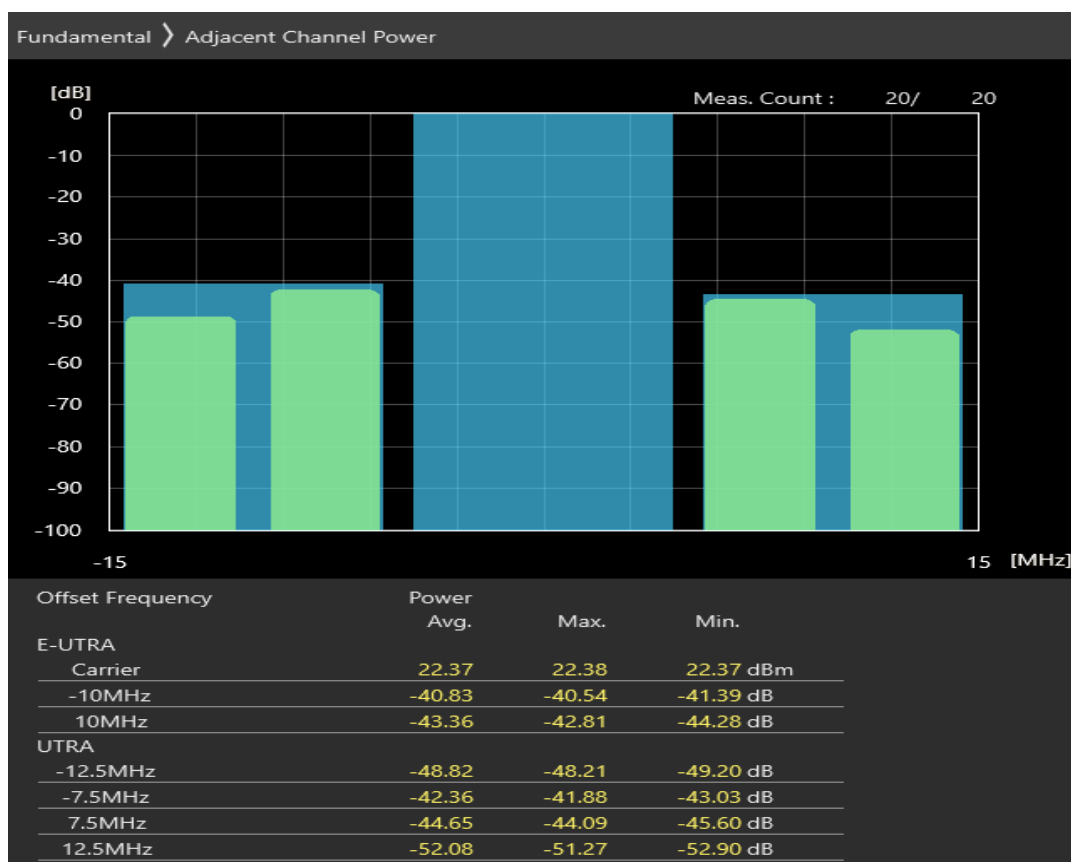 Fundamental ❯ Adjacent Channel Power
[dB]
Meas. Count : 20/ 20
0
-10
-20
-30
-40
-50
-60
-70
-80
-90
-100
-15 15 [MHz]
Offset Frequency Power
Avg. Max. Min.
E-UTRA
Carrier 22.37 22.38 22.37 dBm
-10MHz -40.83 -40.54 -41.39 dB
10MHz -43.36 -42.81 -44.28 dB
UTRA
-12.5MHz -48.82 -48.21 -49.20 dB
-7.5MHz -42.36 -41.88 -43.03 dB
7.5MHz -44.65 -44.09 -45.60 dB
12.5MHz -52.08 -51.27 -52.90 dB